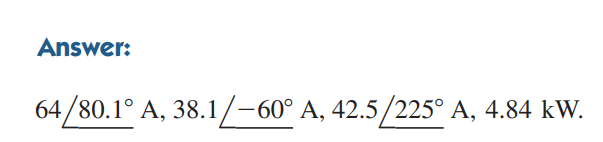 Answer:
64/80.1° A, 38.1/−60° A, 42.5/225° A, 4.84 kW.